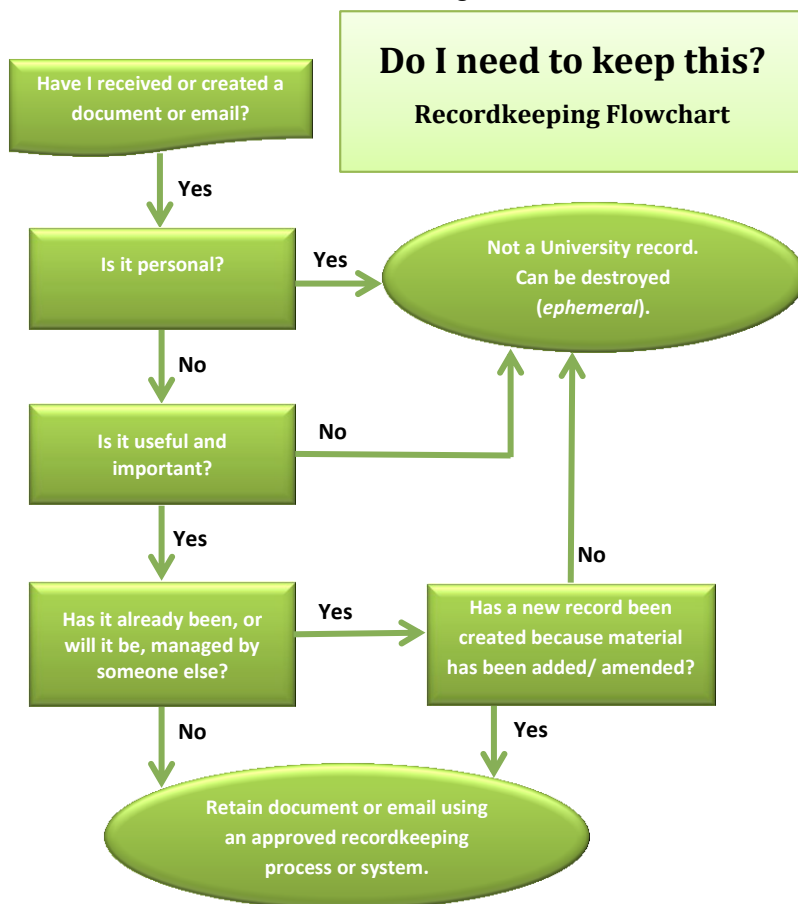 Do I need to keep this?
Recordkeeping Flowchart
Have I received or created a
document or email?
Yes
Is it personal?
Yes
Not a University record.
Can be destroyed
(ephemeral).
No
Is it useful and
important?
No
Yes
Has it already been, or
will it be, managed by
someone else?
Yes
Has a new record been
created because material
has been added/ amended?
No
No
Yes
Retain document or email using
an approved recordkeeping
process or system.